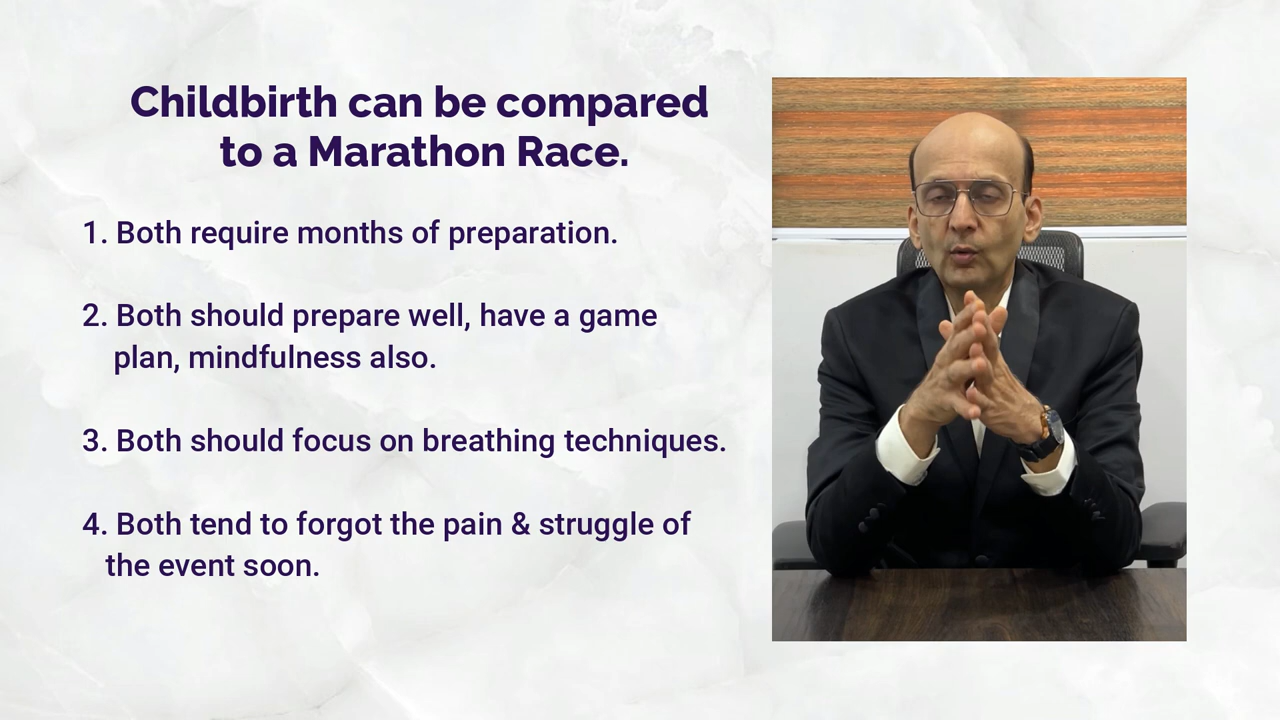 Childbirth can be compared
to a Marathon Race.
1. Both require months of preparation.
2. Both should prepare well, have a game
plan, mindfulness also.
3. Both should focus on breathing techniques.
4. Both tend to forgot the pain & struggle of
the event soon.